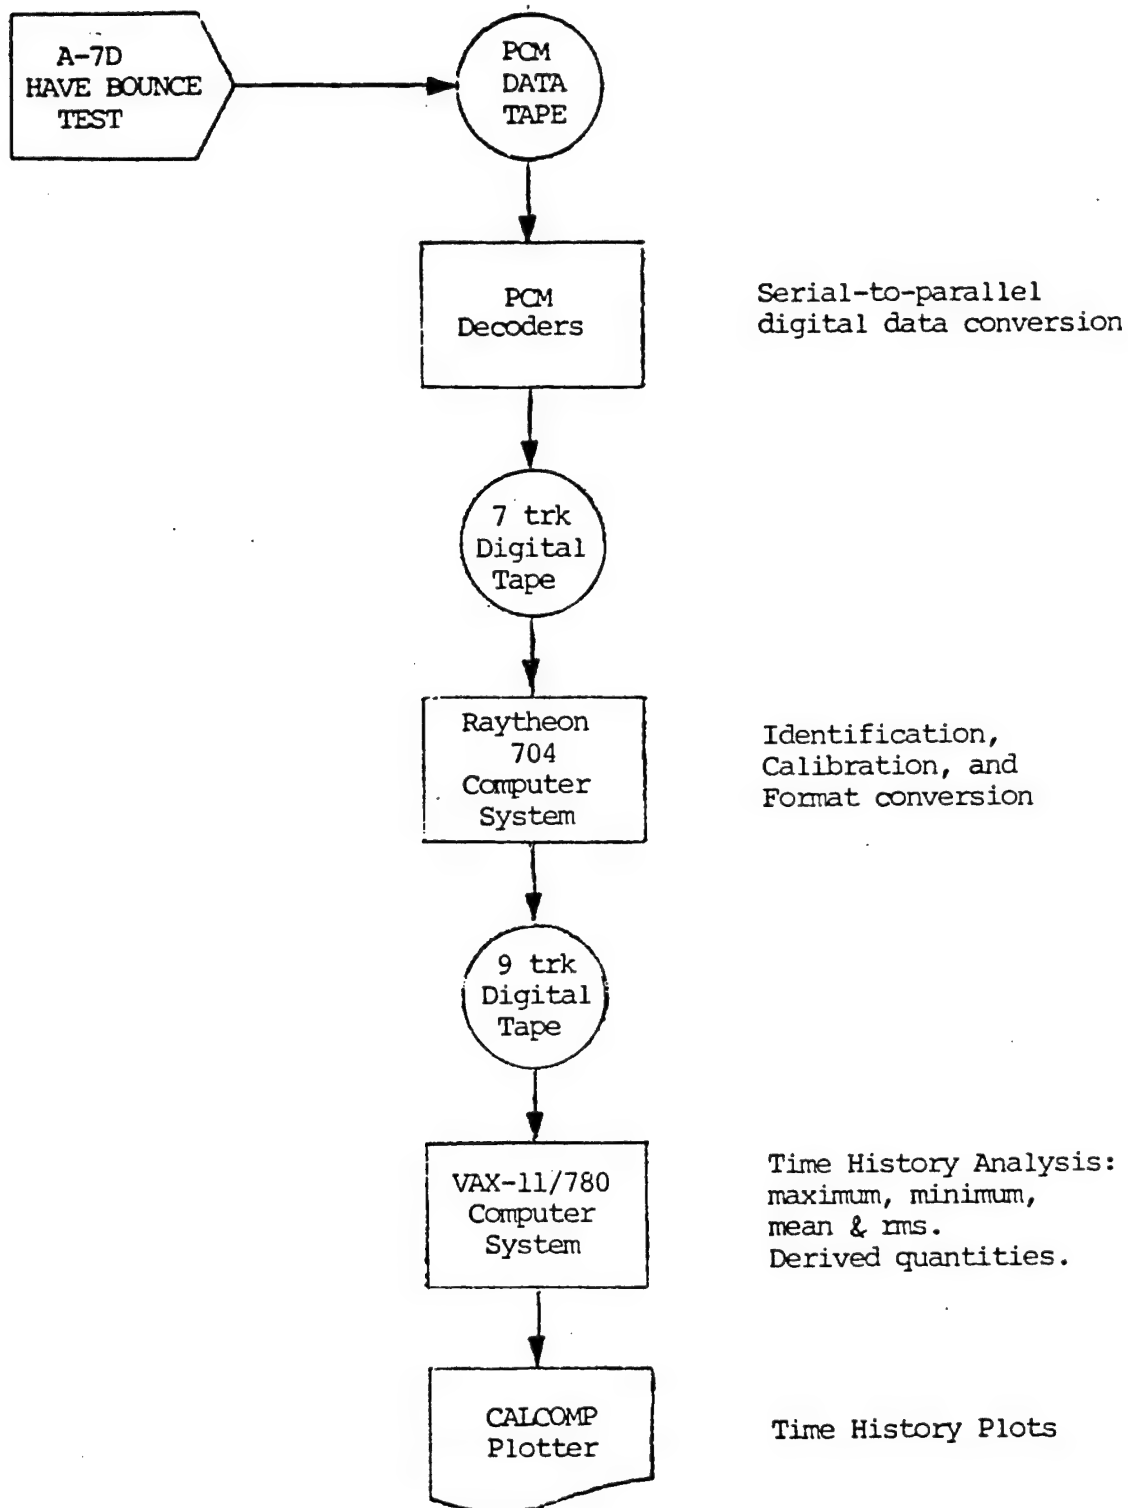 A-7D
HAVE BOUNCE
TEST
PCM
DATA
TAPE
PCM
Decoders
Serial-to-parallel
digital data conversion
7 trk
Digital
Tape
Raytheon
704
Computer
System
Identification,
Calibration, and
Format conversion
9 trk
Digital
Tape
VAX-11/780
Computer
System
Time History Analysis:
maximum, minimum,
mean & rms.
Derived quantities.
CALCOMP
Plotter
Time History Plots